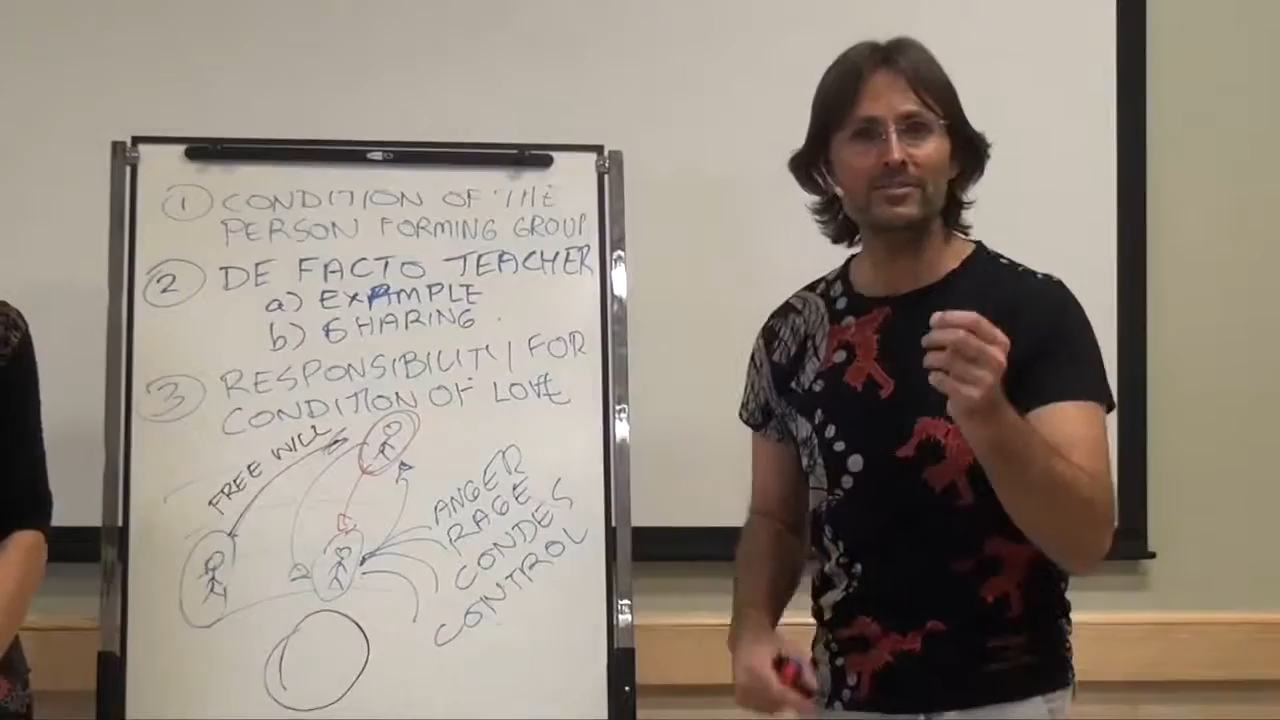 1 CONDITION OF THE
PERSON FORMING GROUP
2 DE FACTO TEACHER
a) EXAMPLE
b) SHARING
3 RESPONSIBILITY FOR
CONDITION OF LOVE
FREE WILL
ANGER
RAGE
CONDES
CONTROL